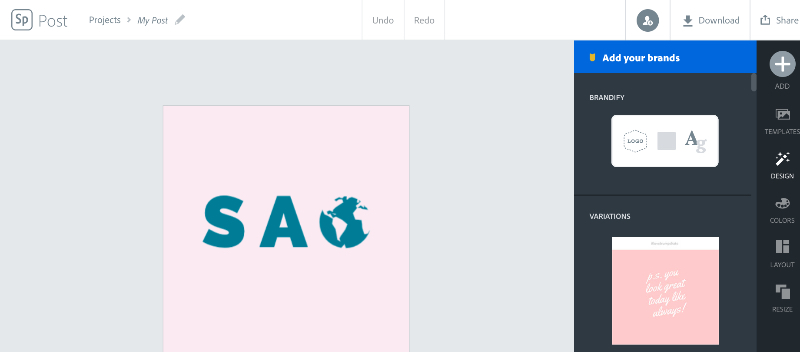 Sp Post
Projects > My Post
Undo
Redo
Download
Share
Add your brands
BRANDIFY
LOGO
Ag
VARIATIONS
p.s. you
look great
today like
always!
SA
ADD
TEMPLATES
DESIGN
COLORS
LAYOUT
RESIZE